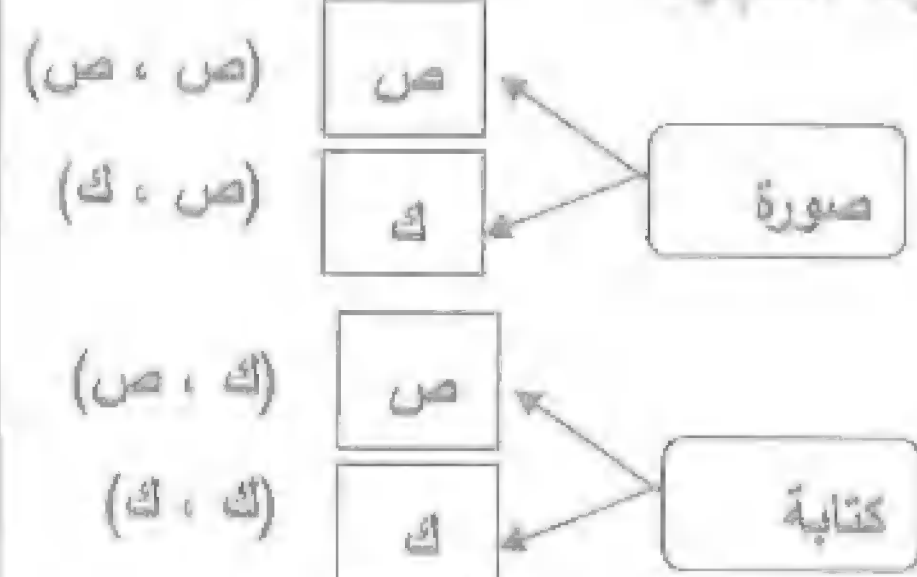 صورة
ص
(ص ، ص)
ك
(ص ، ك)
كتابة
ص
(ك ، ص)
ك
(ك ، ك)